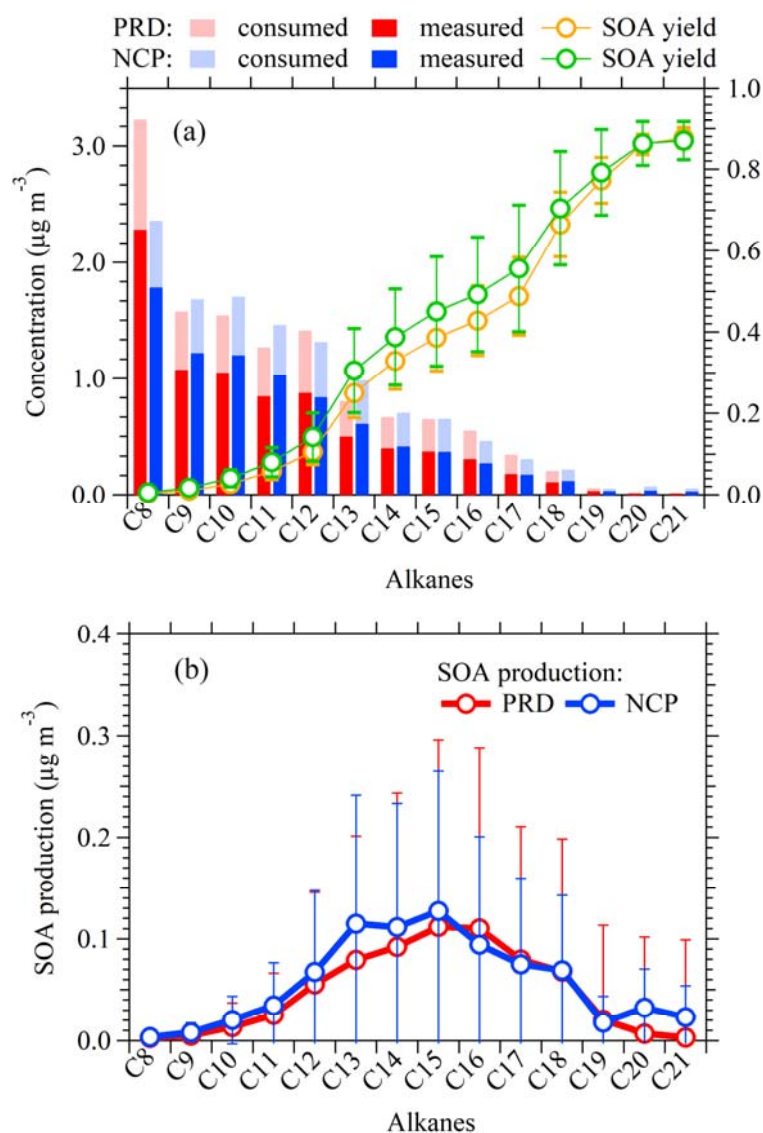 PRD: consumed measured SOA yield
NCP: consumed measured SOA yield
(a)
Concentration (µg m⁻³)
3.0
2.0
1.0
0.0
1.0
0.8
0.6
0.4
0.2
0.0
C8 C9 C10 C11 C12 C13 C14 C15 C16 C17 C18 C19 C20 C21
Alkanes
(b)
SOA production:
PRD NCP
SOA production (µg m⁻³)
0.4
0.3
0.2
0.1
0.0
C8 C9 C10 C11 C12 C13 C14 C15 C16 C17 C18 C19 C20 C21
Alkanes